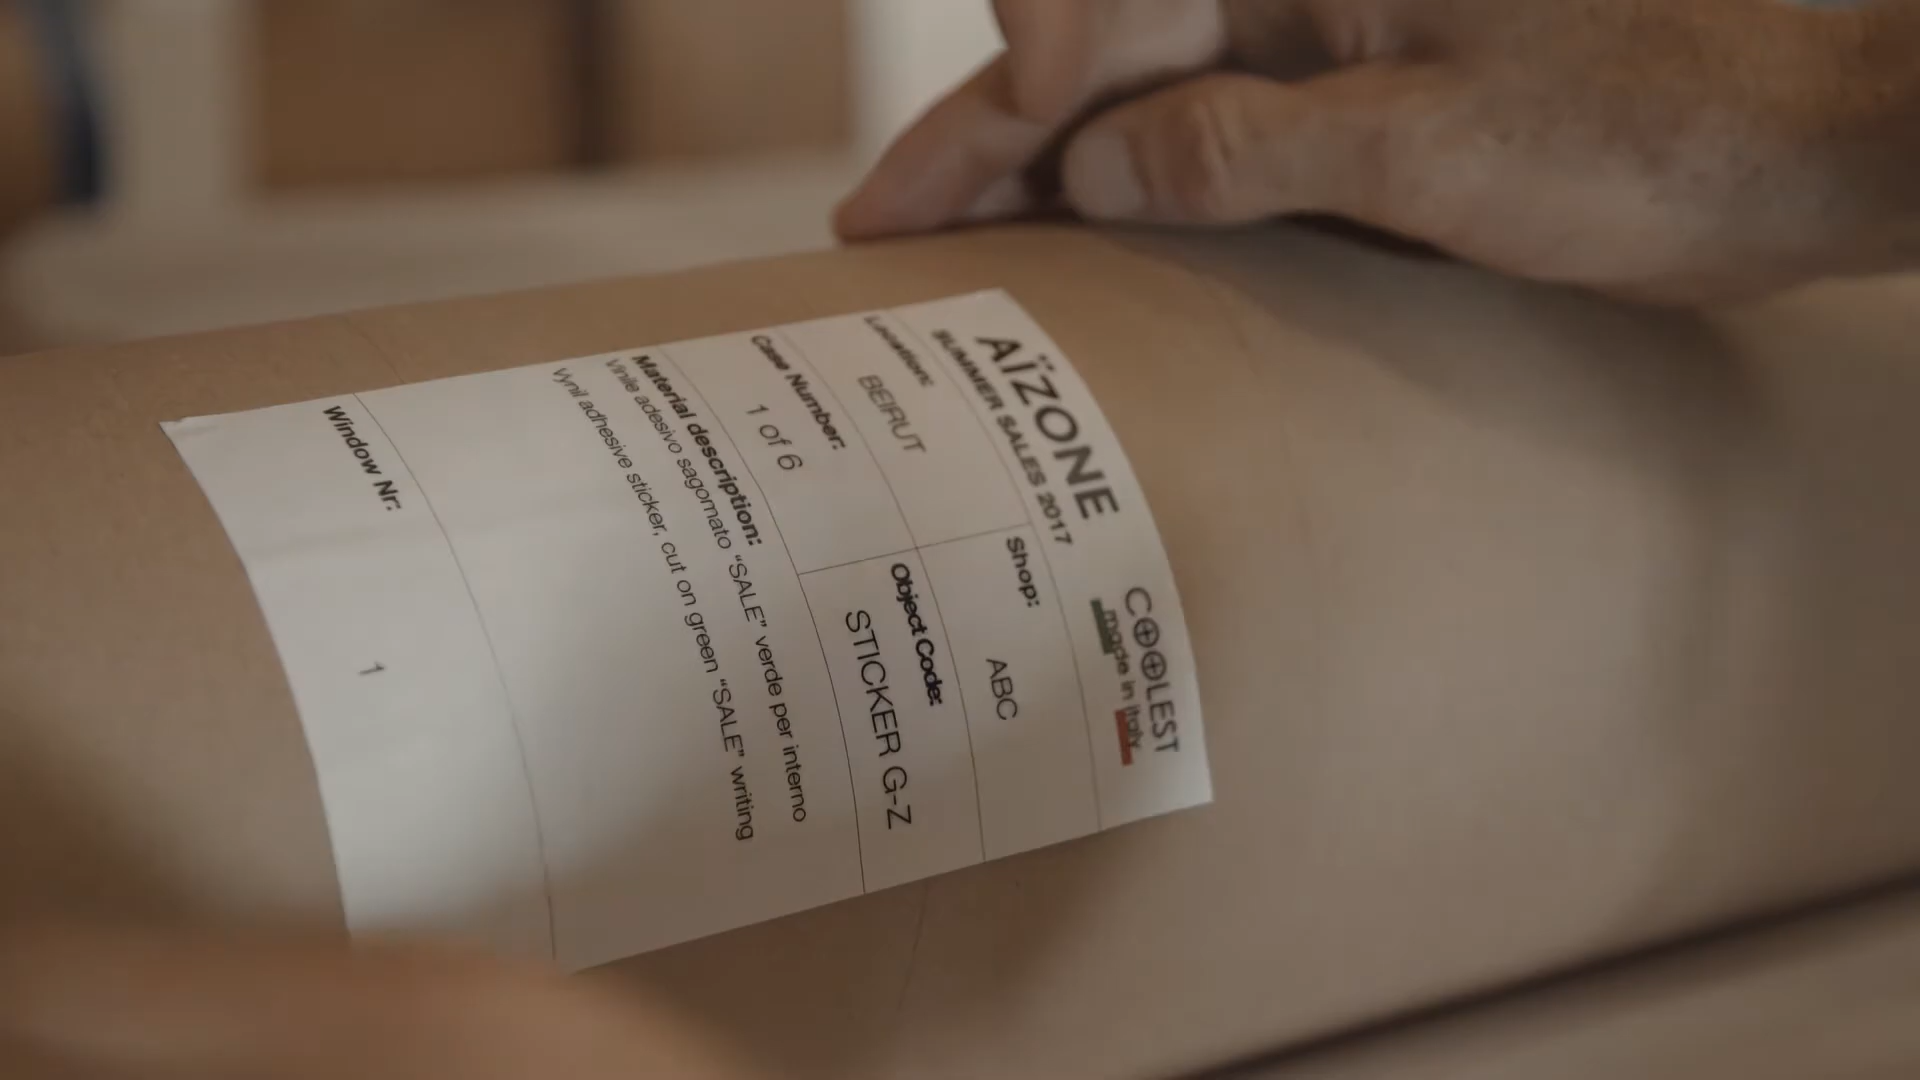 AÏZONE
SUMMER SALES 2017
COOLEST
made in italy
Location:
BEIRUT
Shop:
ABC
Case Number:
1 of 6
Object Code:
STICKER G-Z
Material description:
Vinile adesivo sagomato “SALE” verde per interno
Vynil adhesive sticker, cut on green “SALE” writing
Window Nr:
1